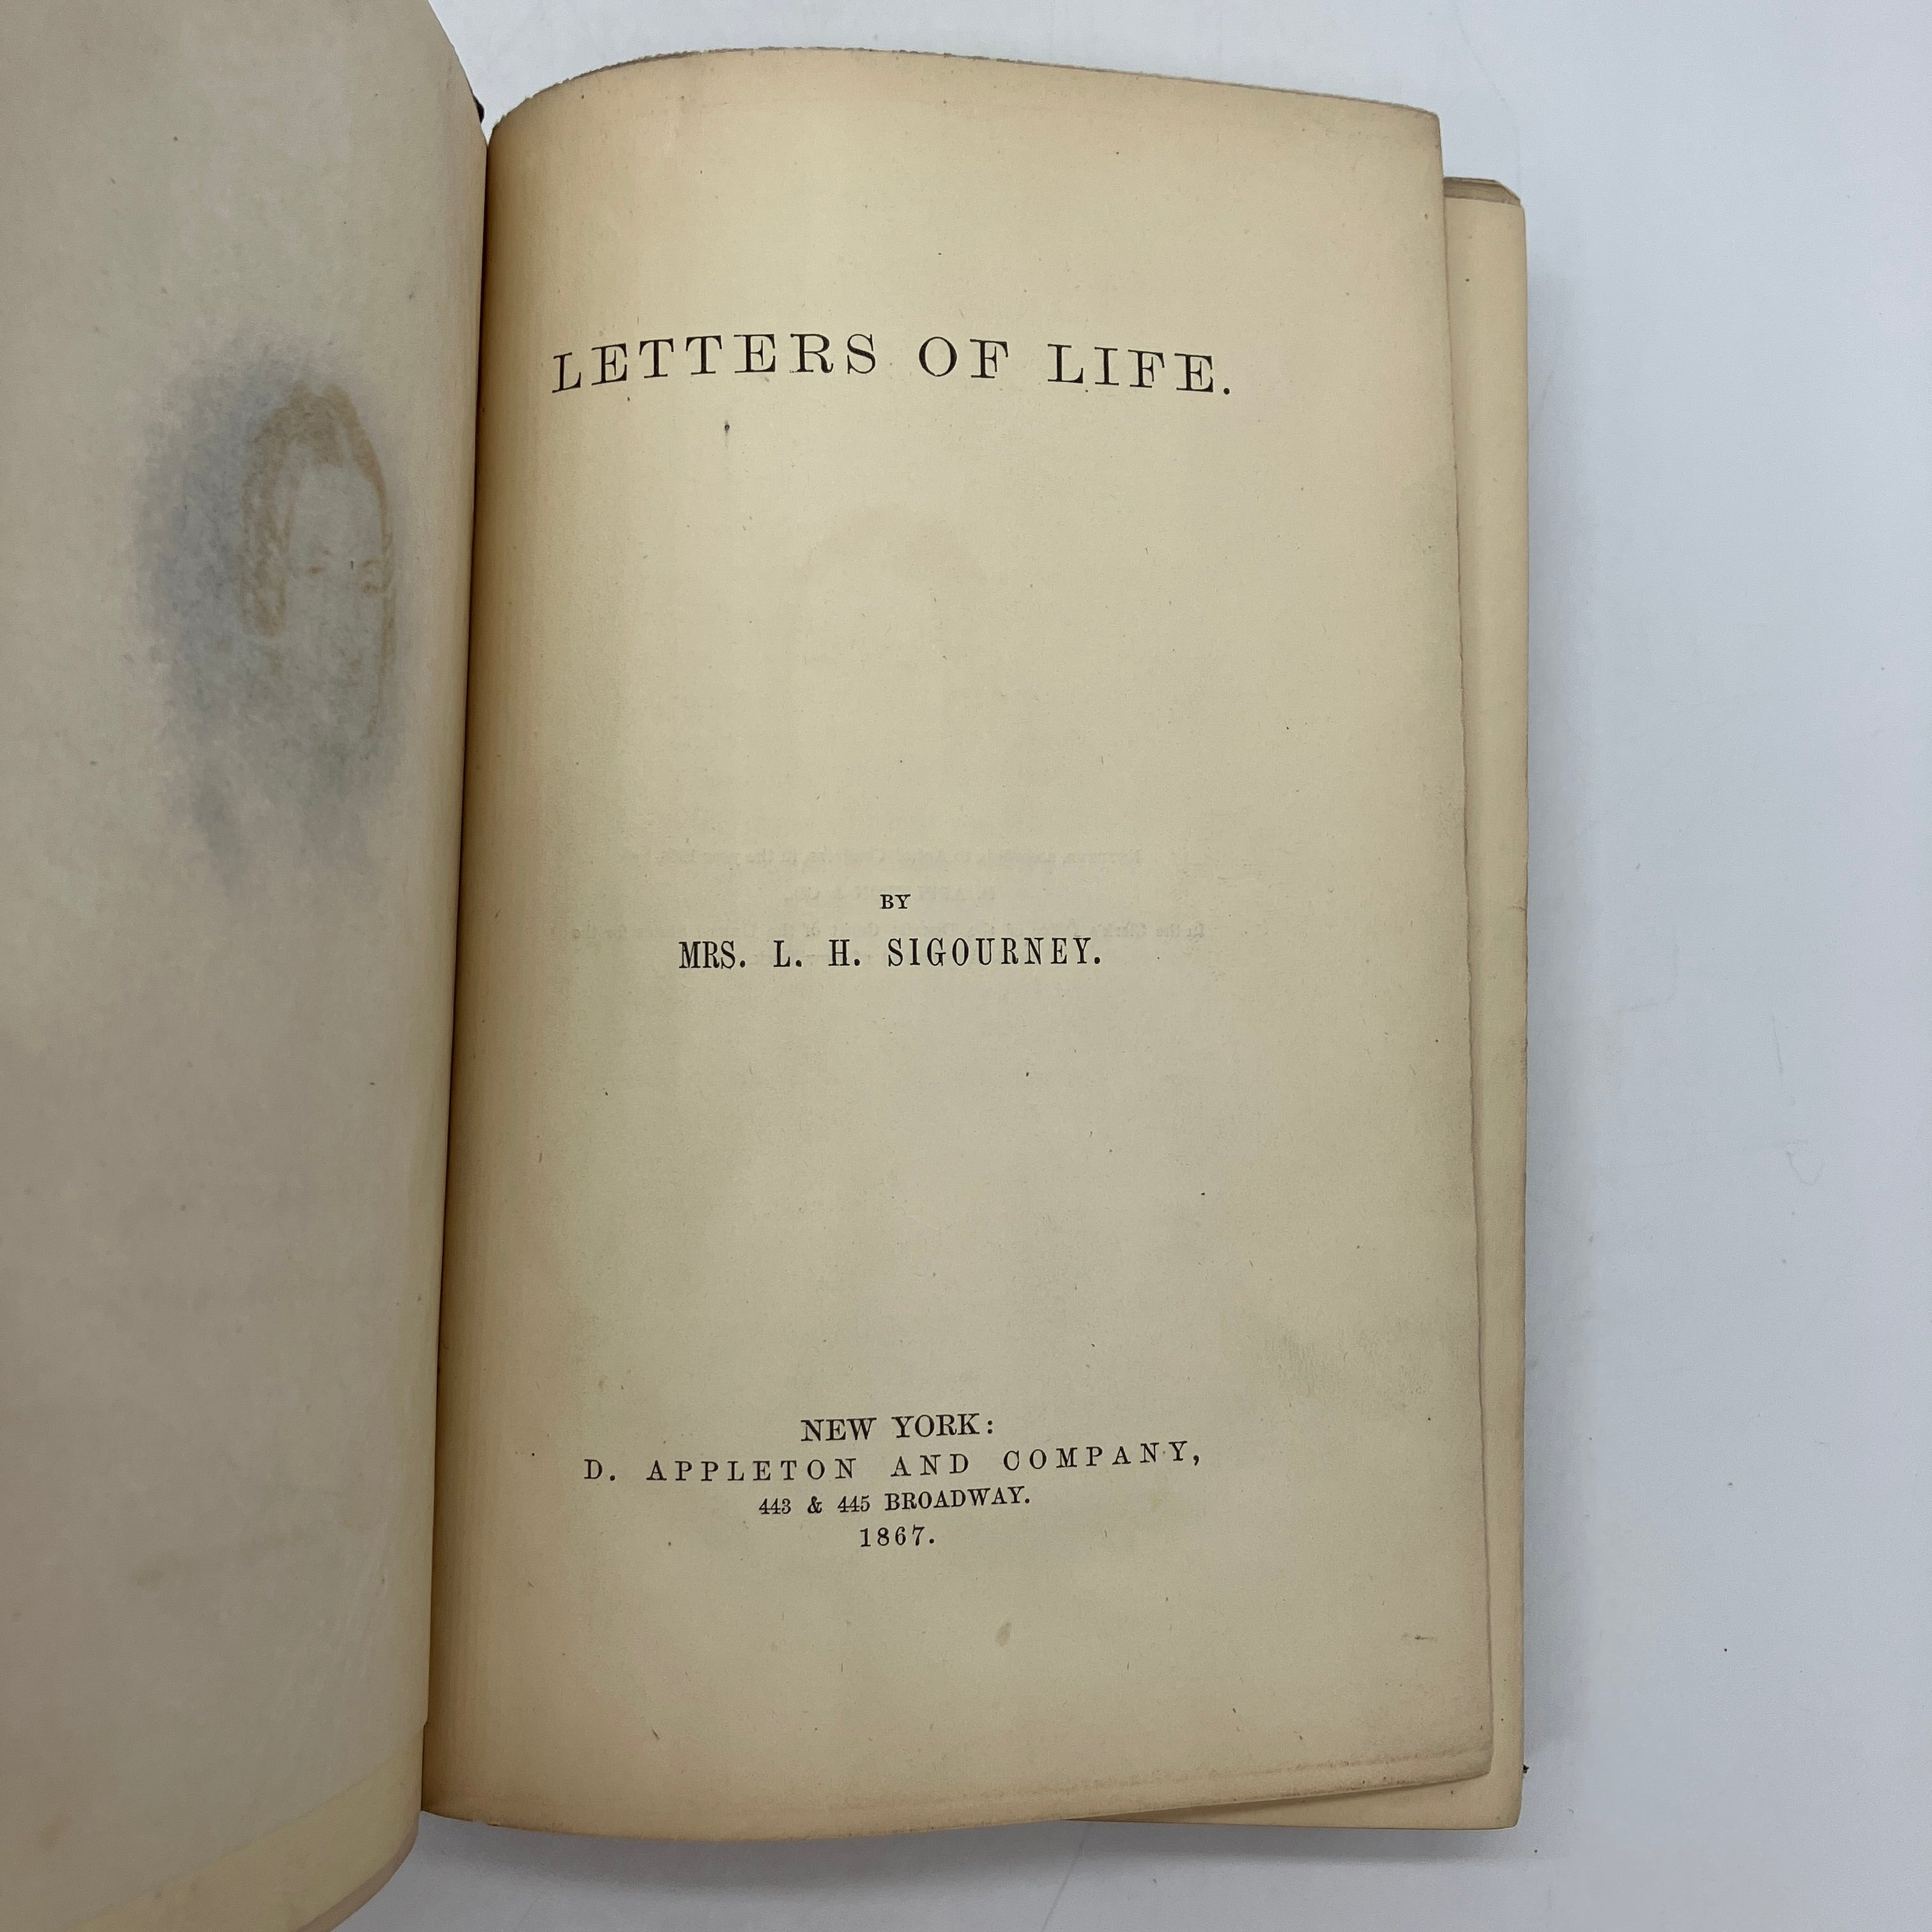 LETTERS OF LIFE.
BY
MRS. L. H. SIGOURNEY.
NEW YORK:
D. APPLETON AND COMPANY,
443 & 445 BROADWAY.
1867.